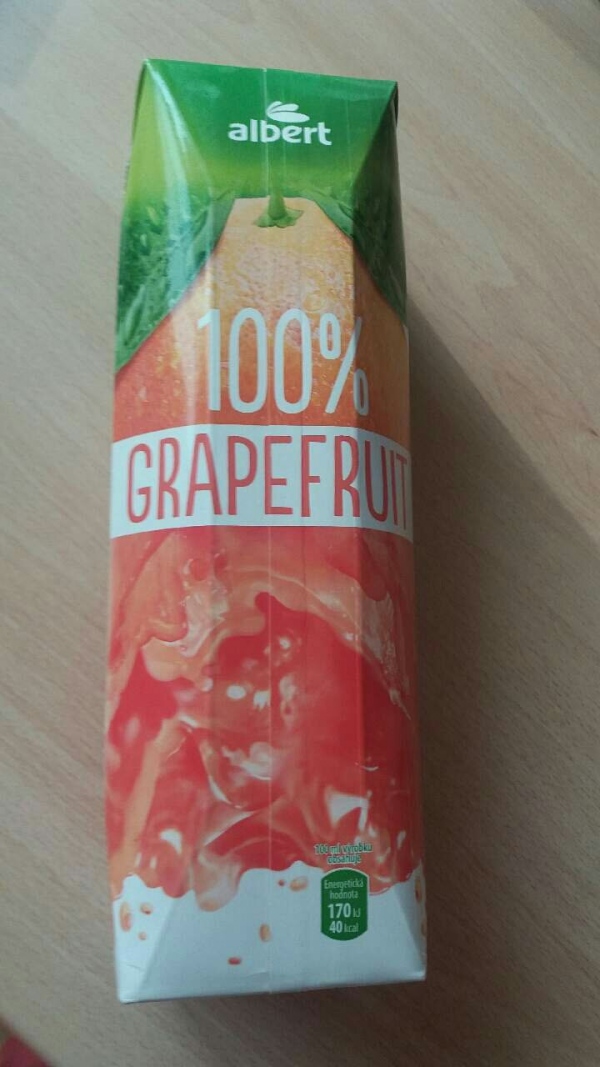 albert
100%
GRAPEFRUIT
100 ml výrobku
obsahuje
Energetická
hodnota
170 kJ
40 kcal